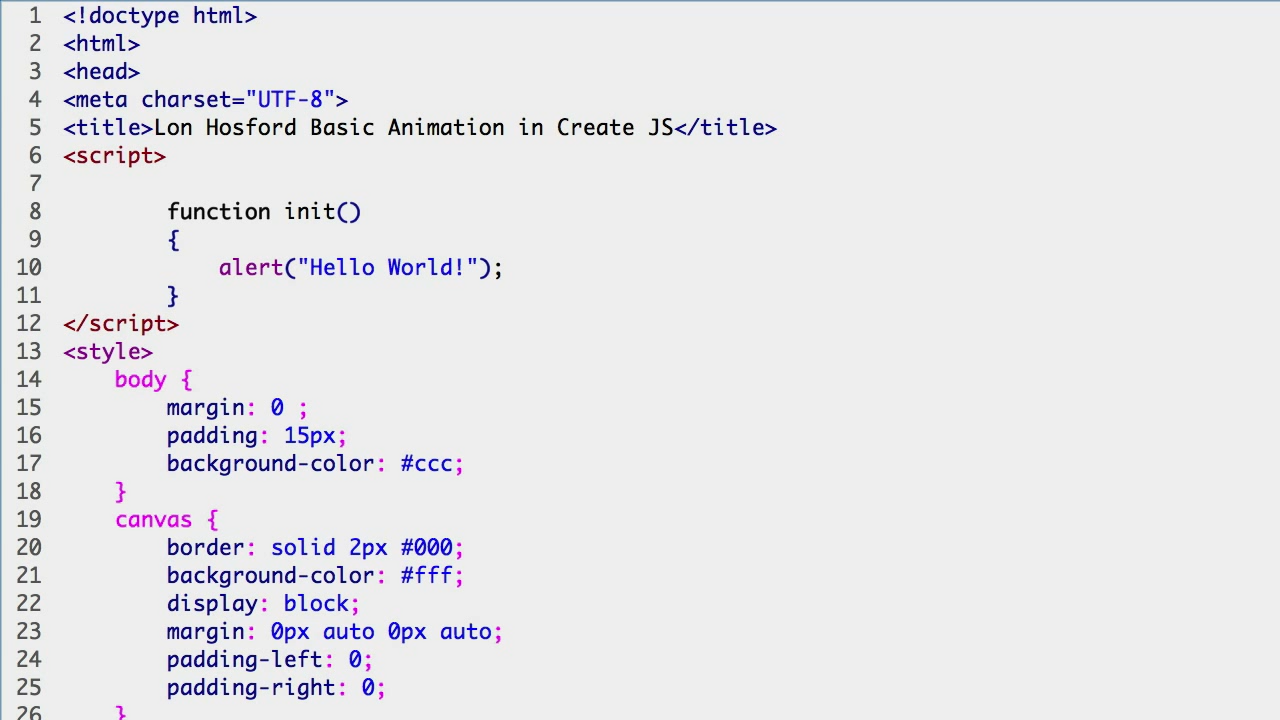 1 <!doctype html>
2 <html>
3 <head>
4 <meta charset="UTF-8">
5 <title>Lon Hosford Basic Animation in Create JS</title>
6 <script>
7
8         function init()
9         {
10             alert("Hello World!");
11         }
12 </script>
13 <style>
14     body {
15         margin: 0 ;
16         padding: 15px;
17         background-color: #ccc;
18     }
19     canvas {
20         border: solid 2px #000;
21         background-color: #fff;
22         display: block;
23         margin: 0px auto 0px auto;
24         padding-left: 0;
25         padding-right: 0;
26     }